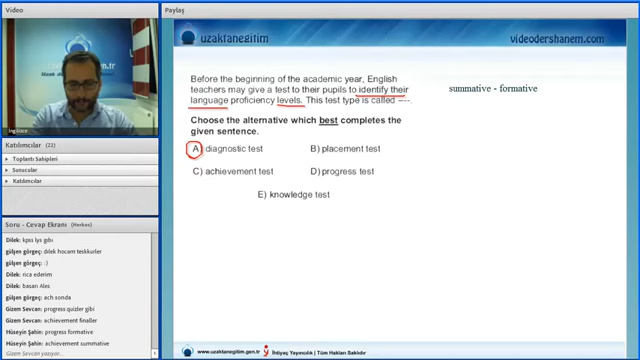 Video
Paylaş
İngilizce
Katılımcılar (12)
Toplantı Sahipleri
Sunucular
Katılımcılar
Soru - Cevap Ekranı (Herkes)
Dilek: kpss lys gibi
gülşen görgeç: dilek hocam teskkurler
gülşen görgeç: :)
Dilek: rica ederim
Dilek: basarı Ales
gülşen görgeç: ach sonda
Gizem Sevcan: progress quizler gibi
Gizem Sevcan: achievement finaller
Hüseyin Şahin: progress formative
Hüseyin Şahin: achievement summative
Gizem Sevcan yazıyor...
uzaktanegitim
videodershanem.com
Before the beginning of the academic year, English
teachers may give a test to their pupils to identify their
language proficiency levels. This test type is called ----.
Choose the alternative which best completes the
given sentence.
A) diagnostic test
B) placement test
C) achievement test
D) progress test
E) knowledge test
summative - formative
www.uzaktanegitim.gen.tr
İhtiyaç Yayıncılık | Tüm Hakları Saklıdır